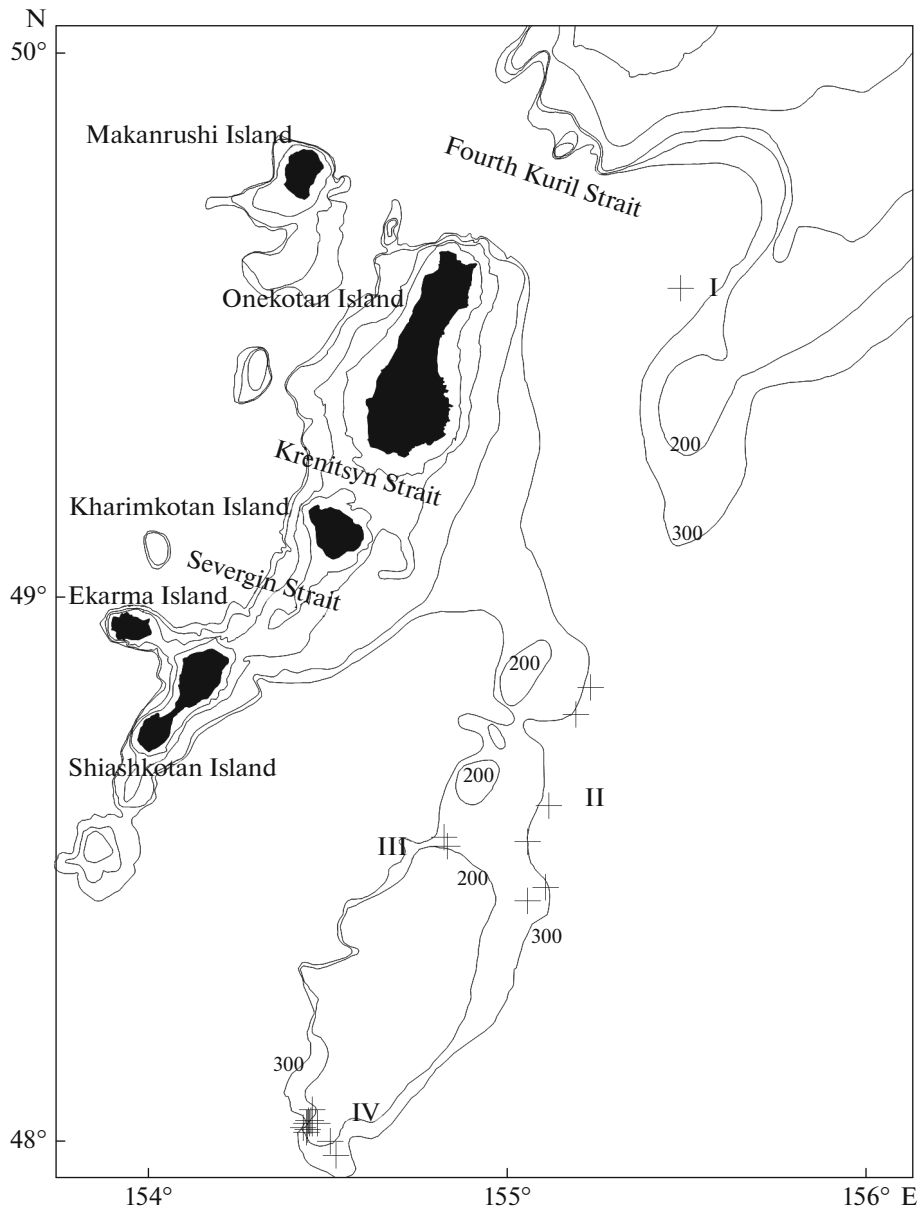 N
50°
Makanrushi Island
Fourth Kuril Strait
I
Onekotan Island
200
Krenitsyn Strait
Kharimkotan Island
300
Severgin Strait
49°
Ekarma Island
200
Shiashkotan Island
200
II
III
200
300
300
IV
48°
154°
155°
156° E